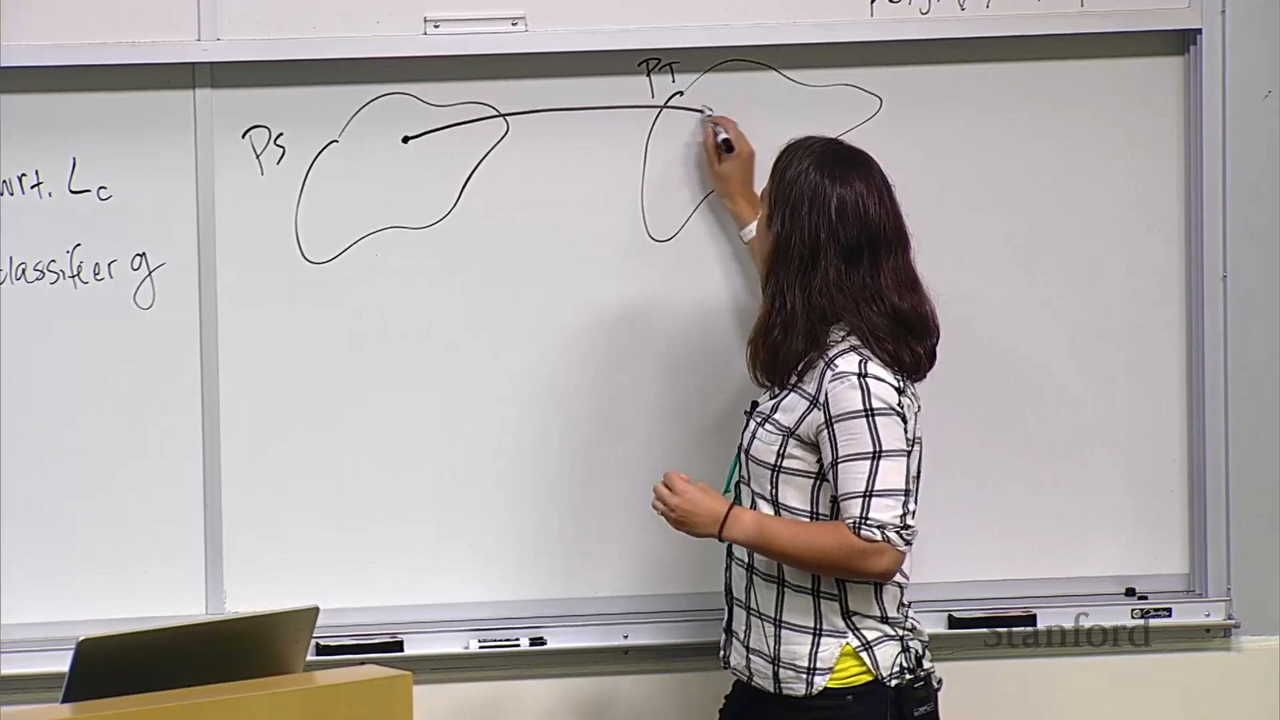 PT
PS
wrt. Lc
classifier g
Stanford